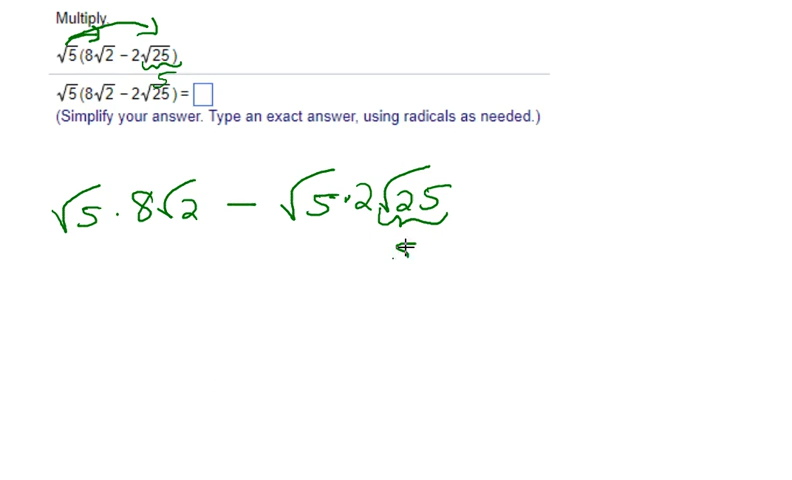 Multiply.
√5(8√2 − 2√25)
5
√5(8√2 − 2√25) =
(Simplify your answer. Type an exact answer, using radicals as needed.)
√5 · 8√2 − √5 · 2√25